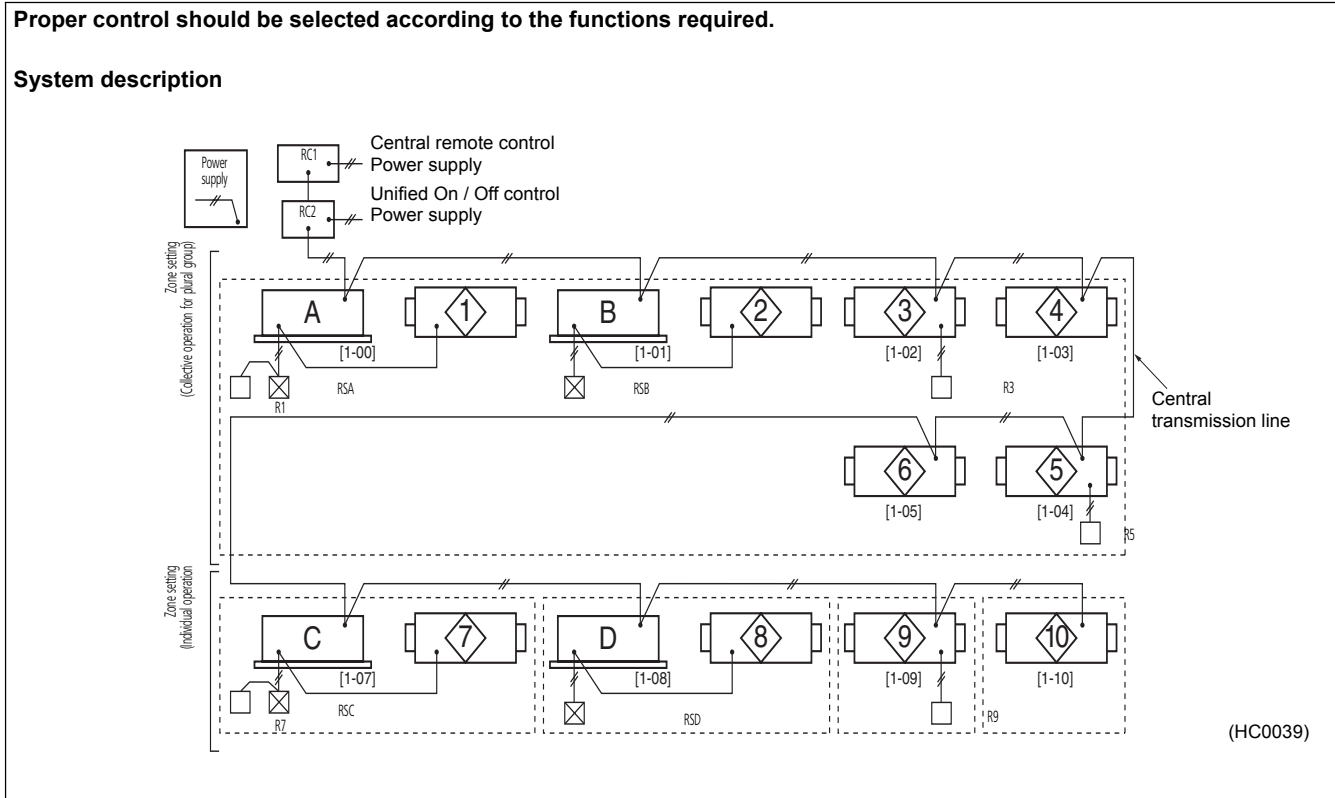 Proper control should be selected according to the functions required.
System description
Power
supply
RC1
Central remote control
Power supply
RC2
Unified On / Off control
Power supply
Zone setting
(Collective operation for plural group)
A
1
B
2
3
4
[1-00]
[1-01]
[1-02]
[1-03]
R1
RSA
RSB
R3
Central
transmission line
6
5
[1-05]
[1-04]
R5
Zone setting
(Individual operation
C
7
D
8
9
10
[1-07]
[1-08]
[1-09]
[1-10]
R7
RSC
RSD
R9
(HC0039)